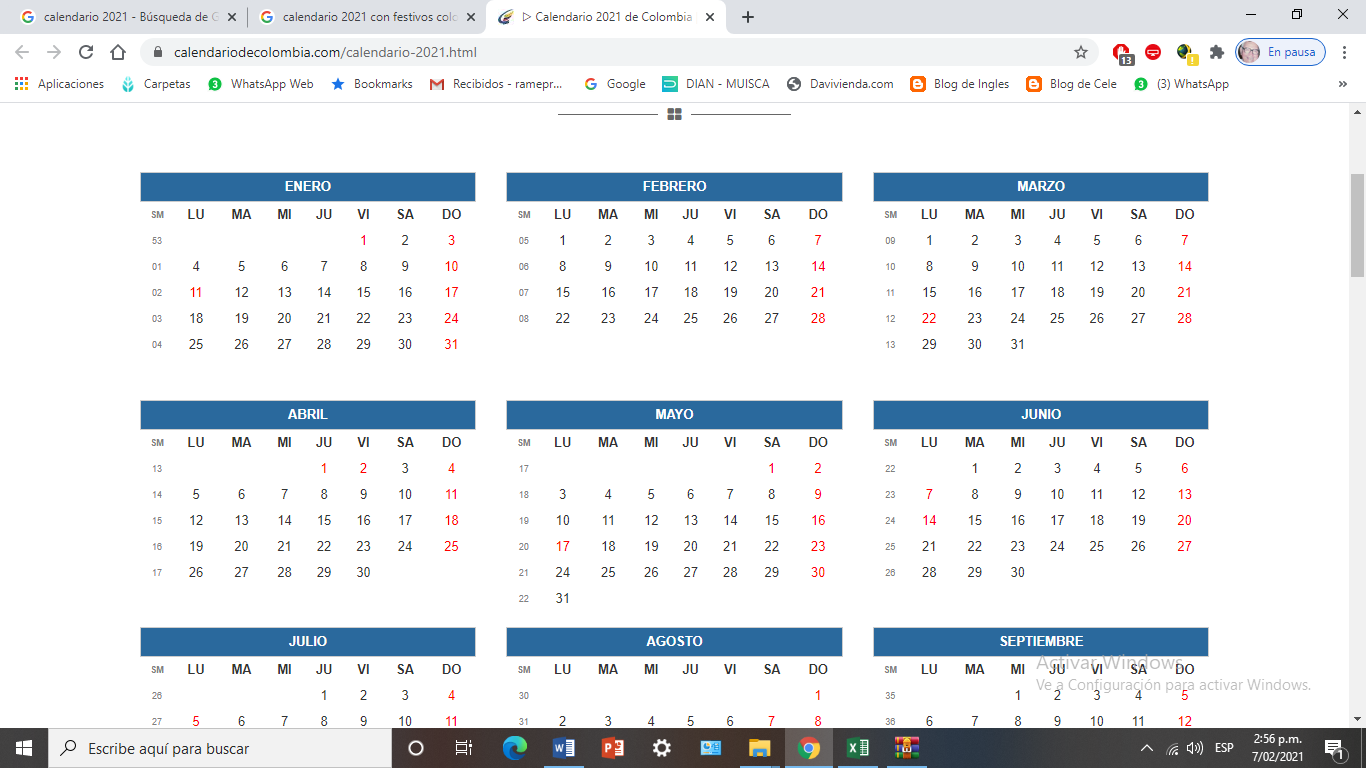 calendario 2021 - Búsqueda de G
calendario 2021 con festivos colo
▷ Calendario 2021 de Colombia
calendariodecolombia.com/calendario-2021.html
13
En pausa
Aplicaciones
Carpetas
3 WhatsApp Web
Bookmarks
Recibidos - ramepr...
Google
DIAN - MUISCA
Davivienda.com
Blog de Ingles
Blog de Cele
3 (3) WhatsApp
»
ENERO
SM LU MA MI JU VI SA DO
53 1 2 3
01 4 5 6 7 8 9 10
02 11 12 13 14 15 16 17
03 18 19 20 21 22 23 24
04 25 26 27 28 29 30 31
FEBRERO
SM LU MA MI JU VI SA DO
05 1 2 3 4 5 6 7
06 8 9 10 11 12 13 14
07 15 16 17 18 19 20 21
08 22 23 24 25 26 27 28
MARZO
SM LU MA MI JU VI SA DO
09 1 2 3 4 5 6 7
10 8 9 10 11 12 13 14
11 15 16 17 18 19 20 21
12 22 23 24 25 26 27 28
13 29 30 31
ABRIL
SM LU MA MI JU VI SA DO
13 1 2 3 4
14 5 6 7 8 9 10 11
15 12 13 14 15 16 17 18
16 19 20 21 22 23 24 25
17 26 27 28 29 30
MAYO
SM LU MA MI JU VI SA DO
17 1 2
18 3 4 5 6 7 8 9
19 10 11 12 13 14 15 16
20 17 18 19 20 21 22 23
21 24 25 26 27 28 29 30
22 31
JUNIO
SM LU MA MI JU VI SA DO
22 1 2 3 4 5 6
23 7 8 9 10 11 12 13
24 14 15 16 17 18 19 20
25 21 22 23 24 25 26 27
26 28 29 30
JULIO
SM LU MA MI JU VI SA DO
26 1 2 3 4
27 5 6 7 8 9 10 11
AGOSTO
SM LU MA MI JU VI SA DO
30 1
31 2 3 4 5 6 7 8
SEPTIEMBRE
SM LU MA MI JU VI SA DO
35 1 2 3 4 5
36 6 7 8 9 10 11 12
Activar Windows
Ve a Configuración para activar Windows.
Escribe aquí para buscar
ESP
2:56 p.m.
7/02/2021
1